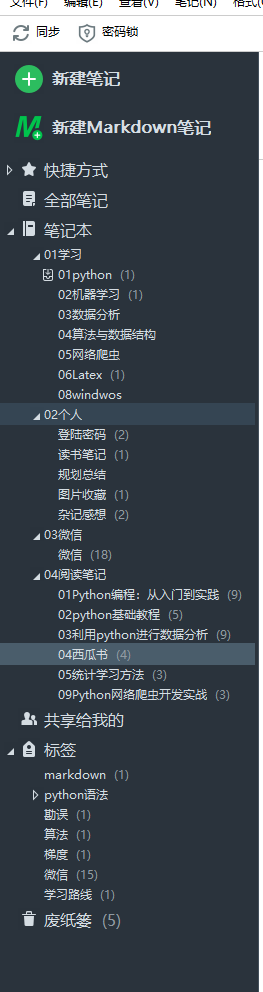 文件(F) 编辑(E) 查看(V) 笔记(N) 格式(
同步 密码锁
新建笔记
新建Markdown笔记
快捷方式
全部笔记
笔记本
01学习
01python (1)
02机器学习 (1)
03数据分析
04算法与数据结构
05网络爬虫
06Latex (1)
08windwos
02个人
登陆密码 (2)
读书笔记 (1)
规划总结
图片收藏 (1)
杂记感想 (2)
03微信
微信 (18)
04阅读笔记
01Python编程：从入门到实践 (9)
02python基础教程 (5)
03利用python进行数据分析 (9)
04西瓜书 (4)
05统计学习方法 (3)
09Python网络爬虫开发实战 (3)
共享给我的
标签
markdown (1)
python语法
勘误 (1)
算法 (1)
梯度 (1)
微信 (15)
学习路线 (1)
废纸篓 (5)